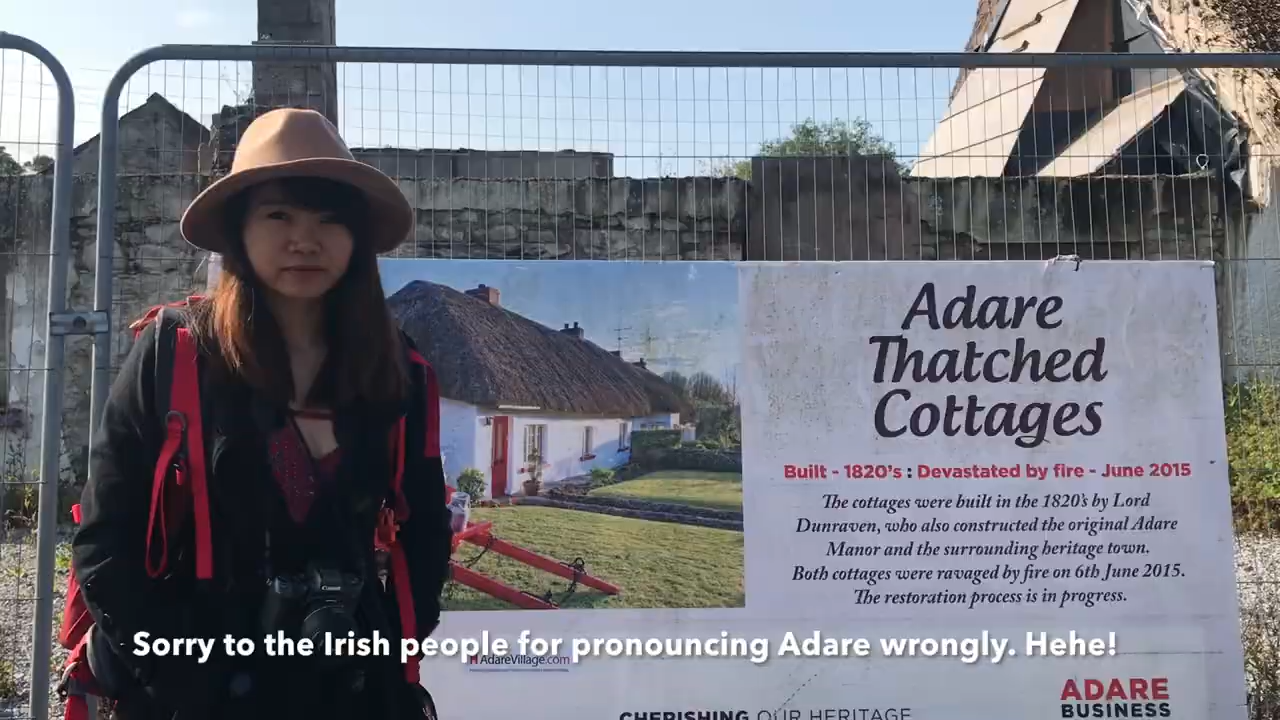 Adare
Thatched
Cottages
Built - 1820's : Devastated by fire - June 2015
The cottages were built in the 1820's by Lord
Dunraven, who also constructed the original Adare
Manor and the surrounding heritage town.
Both cottages were ravaged by fire on 6th June 2015.
The restoration process is in progress.
Sorry to the Irish people for pronouncing Adare wrongly. Hehe!
AdareVillage.com
CHERISHING OUR HERITAGE
ADARE
BUSINESS
Canon